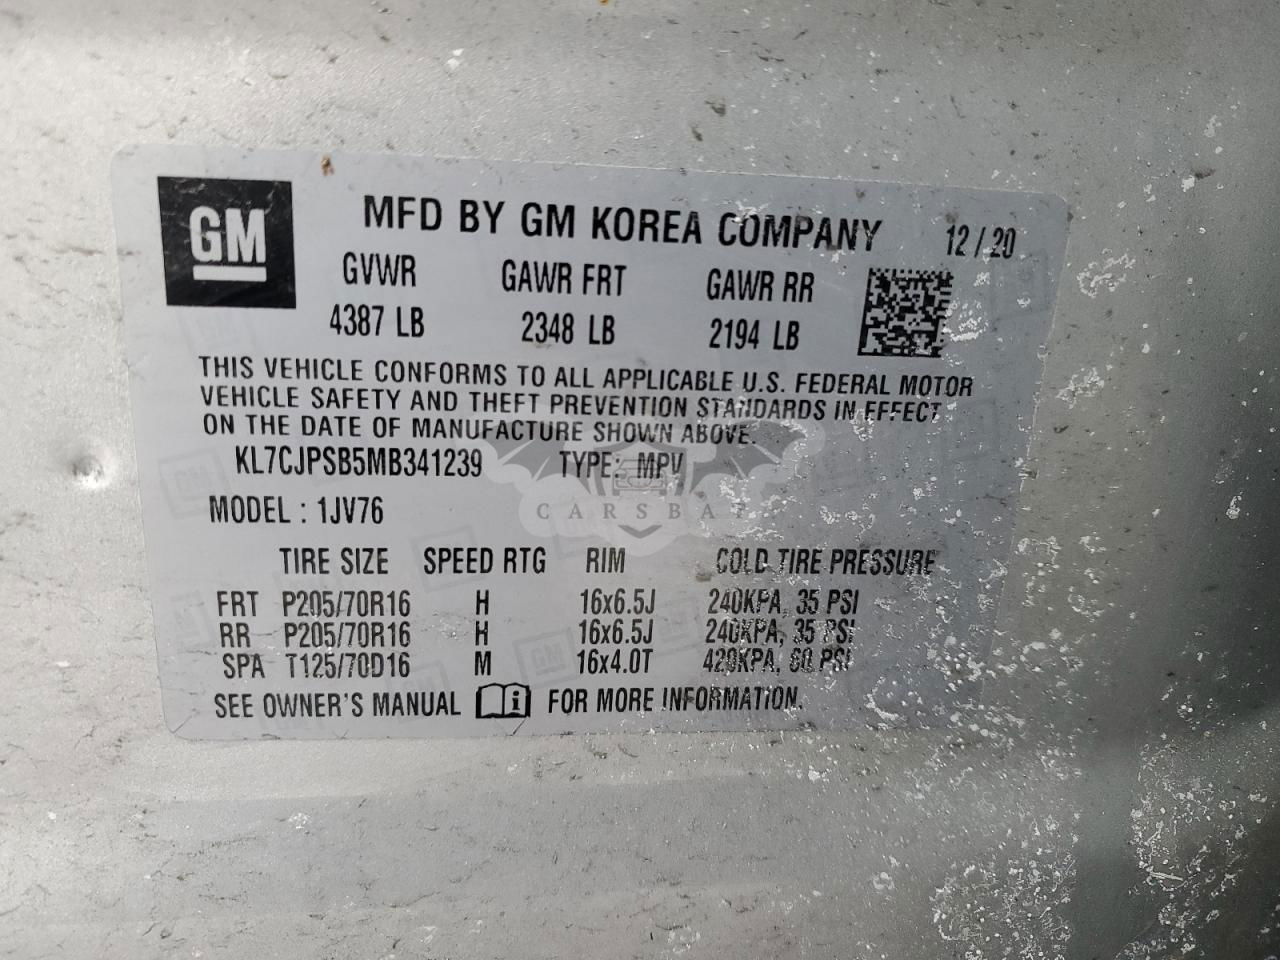 GM
MFD BY GM KOREA COMPANY 12/20
GVWR GAWR FRT GAWR RR
4387 LB 2348 LB 2194 LB
THIS VEHICLE CONFORMS TO ALL APPLICABLE U.S. FEDERAL MOTOR
VEHICLE SAFETY AND THEFT PREVENTION STANDARDS IN EFFECT
ON THE DATE OF MANUFACTURE SHOWN ABOVE.
KL7CJPSB5MB341239 TYPE: MPV
CARSBAT
MODEL : 1JV76
TIRE SIZE SPEED RTG RIM COLD TIRE PRESSURE
FRT P205/70R16 H 16x6.5J 240KPA, 35 PSI
RR P205/70R16 H 16x6.5J 240KPA, 35 PSI
SPA T125/70D16 M 16x4.0T 420KPA, 60 PSI
SEE OWNER'S MANUAL i FOR MORE INFORMATION.